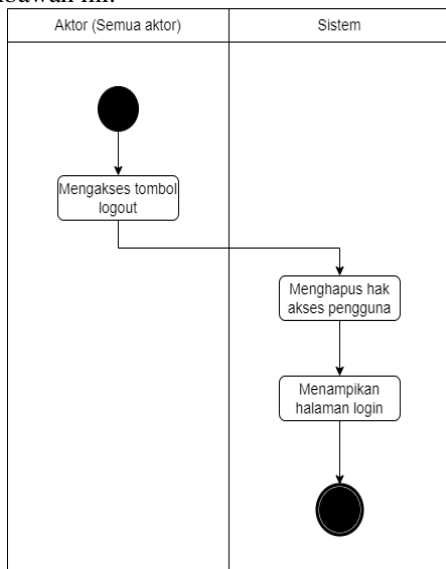 Aktor (Semua aktor)
Sistem
Mengakses tombol
logout
Menghapus hak
akses pengguna
Menampikan
halaman login